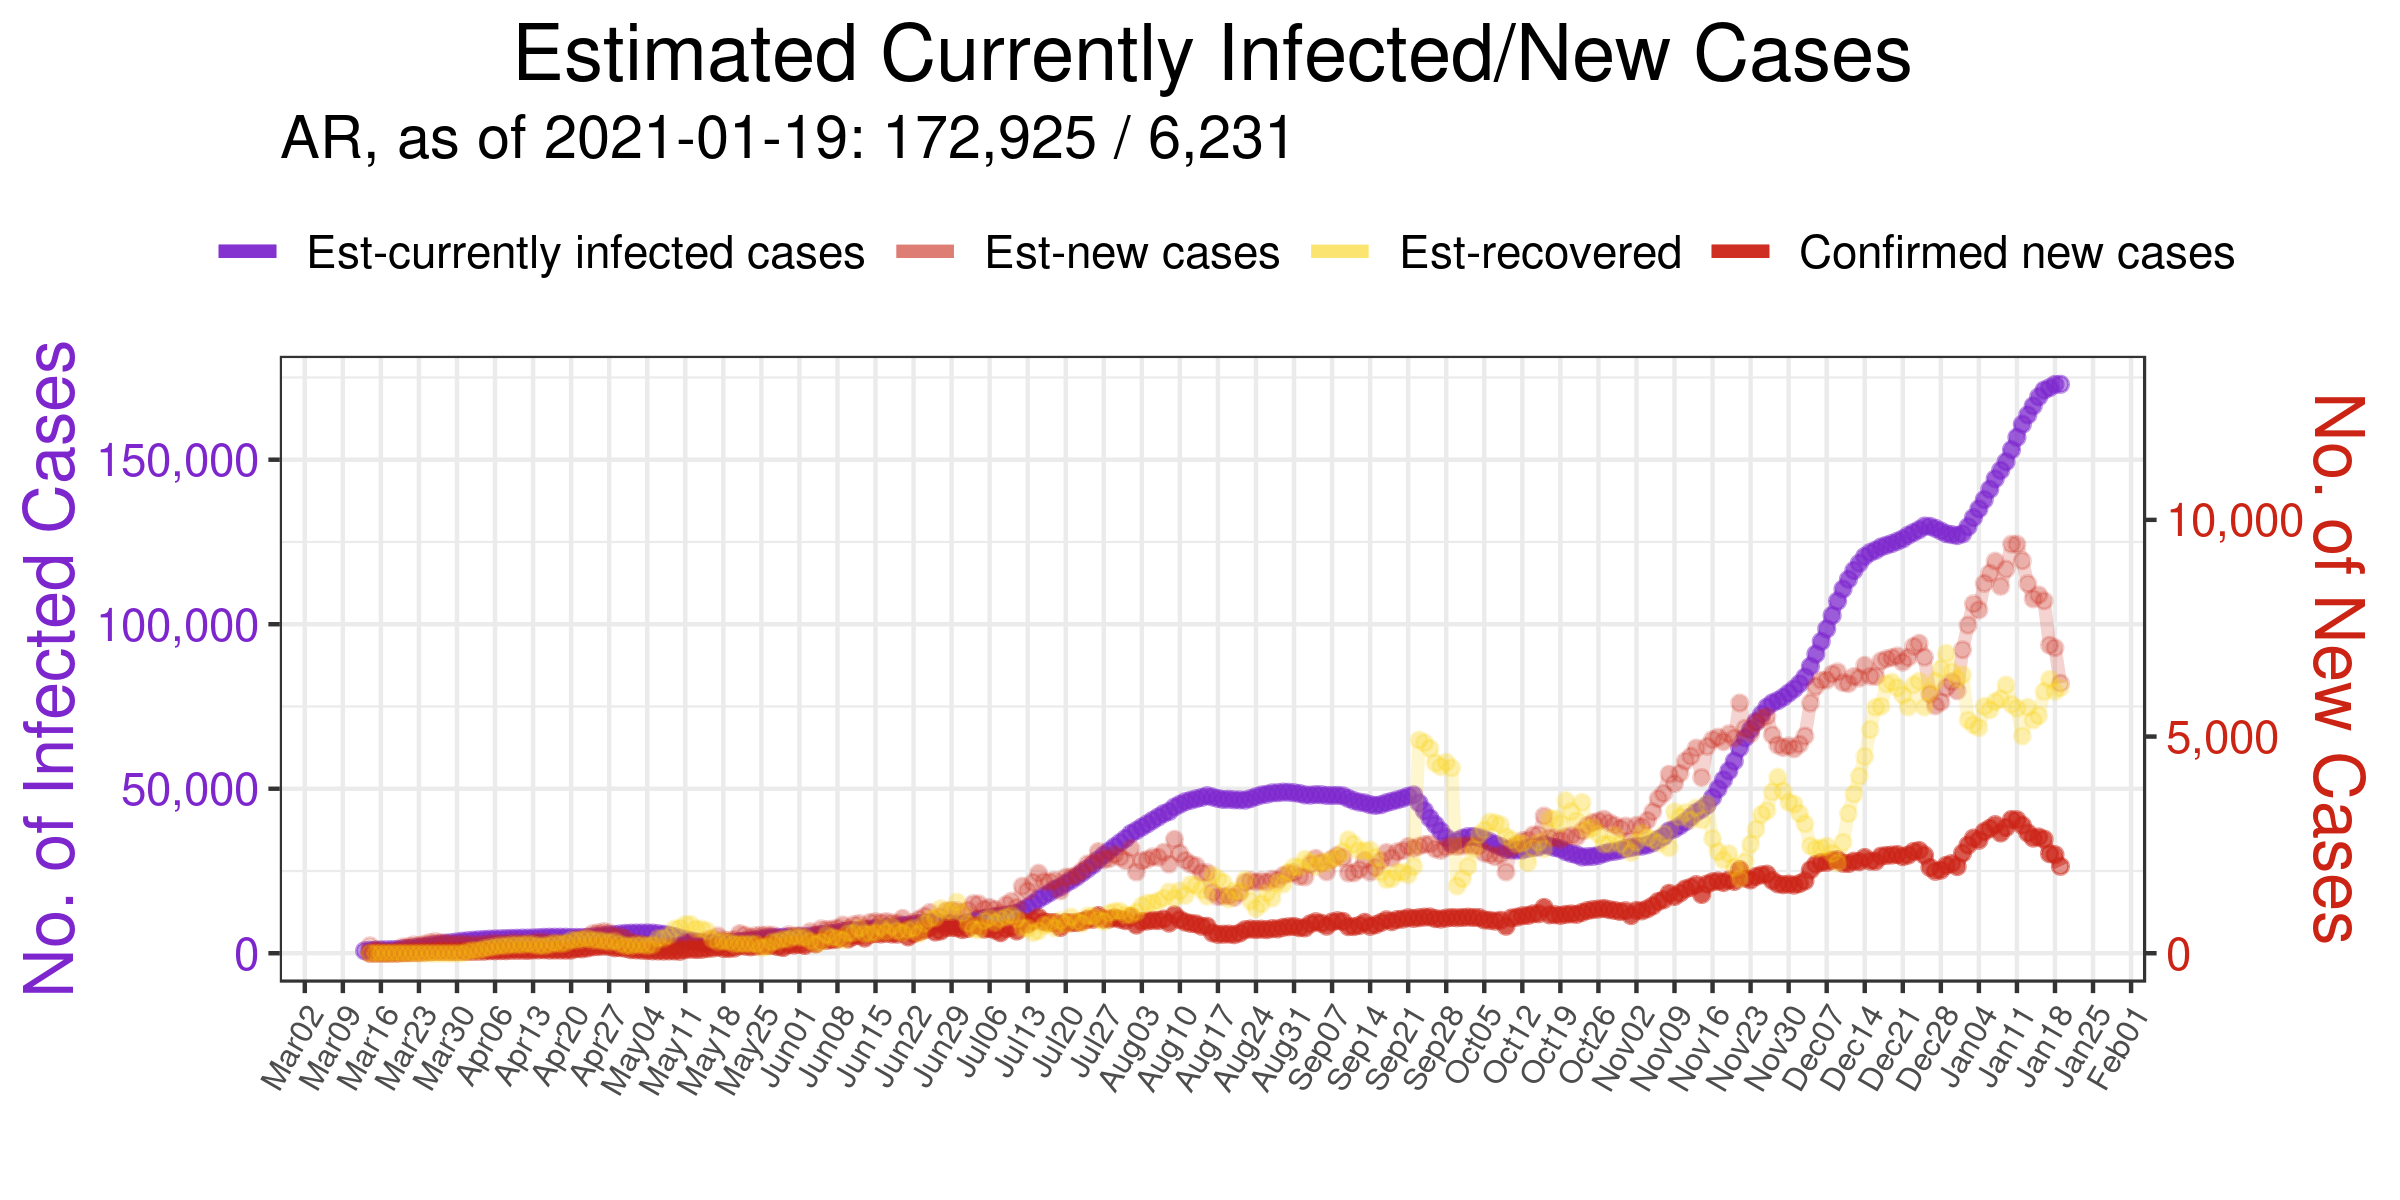 Estimated Currently Infected/New Cases
AR, as of 2021-01-19: 172,925 / 6,231
Est-currently infected cases
Est-new cases
Est-recovered
Confirmed new cases
No. of Infected Cases
150,000
100,000
50,000
0
10,000
5,000
0
No. of New Cases
Mar02
Mar09
Mar16
Mar23
Mar30
Apr06
Apr13
Apr20
Apr27
May04
May11
May18
May25
Jun01
Jun08
Jun15
Jun22
Jun29
Jul06
Jul13
Jul20
Jul27
Aug03
Aug10
Aug17
Aug24
Aug31
Sep07
Sep14
Sep21
Sep28
Oct05
Oct12
Oct19
Oct26
Nov02
Nov09
Nov16
Nov23
Nov30
Dec07
Dec14
Dec21
Dec28
Jan04
Jan11
Jan18
Jan25
Feb01